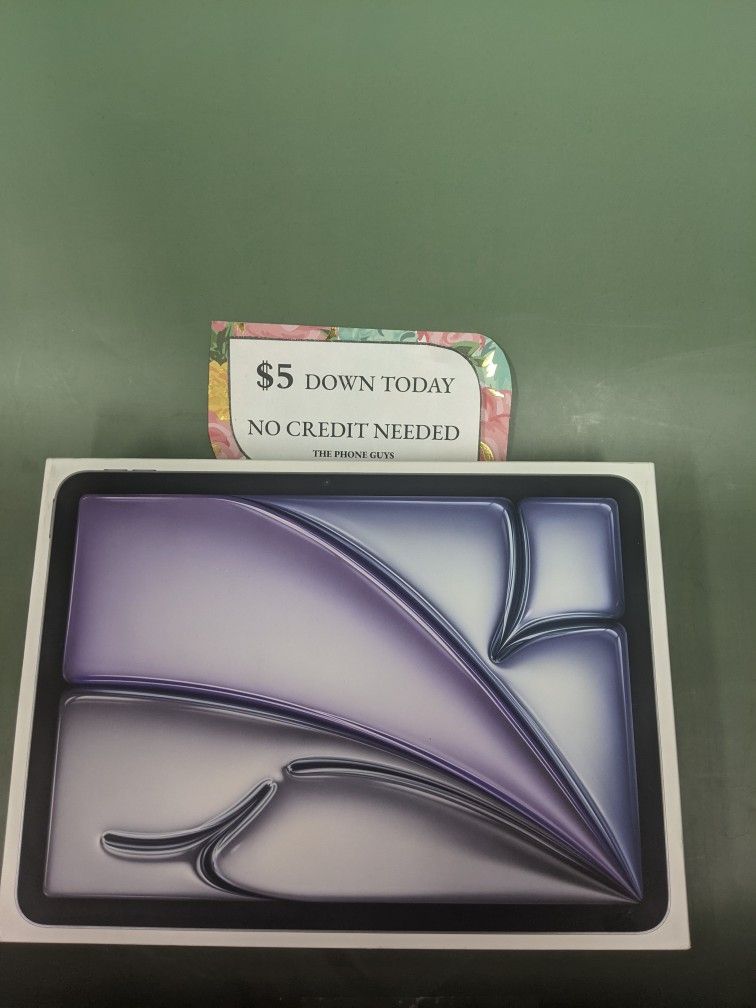 $5 DOWN TODAY
NO CREDIT NEEDED
THE PHONE GUYS